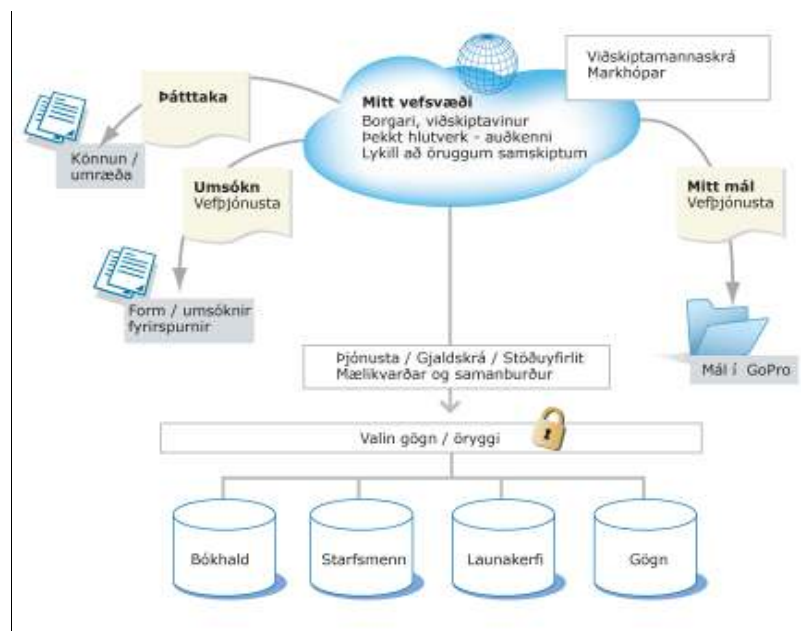 Viðskiptamannaskrá
Markhópar
Mitt vefsvæði
Borgari, viðskiptavinur
Þekkt hlutverk - auðkenni
Lykill að öruggum samskiptum
Þátttaka
Könnun /
umræða
Umsókn
Vefþjónusta
Mitt mál
Vefþjónusta
Form / umsóknir
fyrirspurnir
Mál í GoPro
Þjónusta / Gjaldskrá / Stöðuyfirlit
Mælikvarðar og samanburður
Valin gögn / öryggi
Bókhald
Starfsmenn
Launakerfi
Gögn